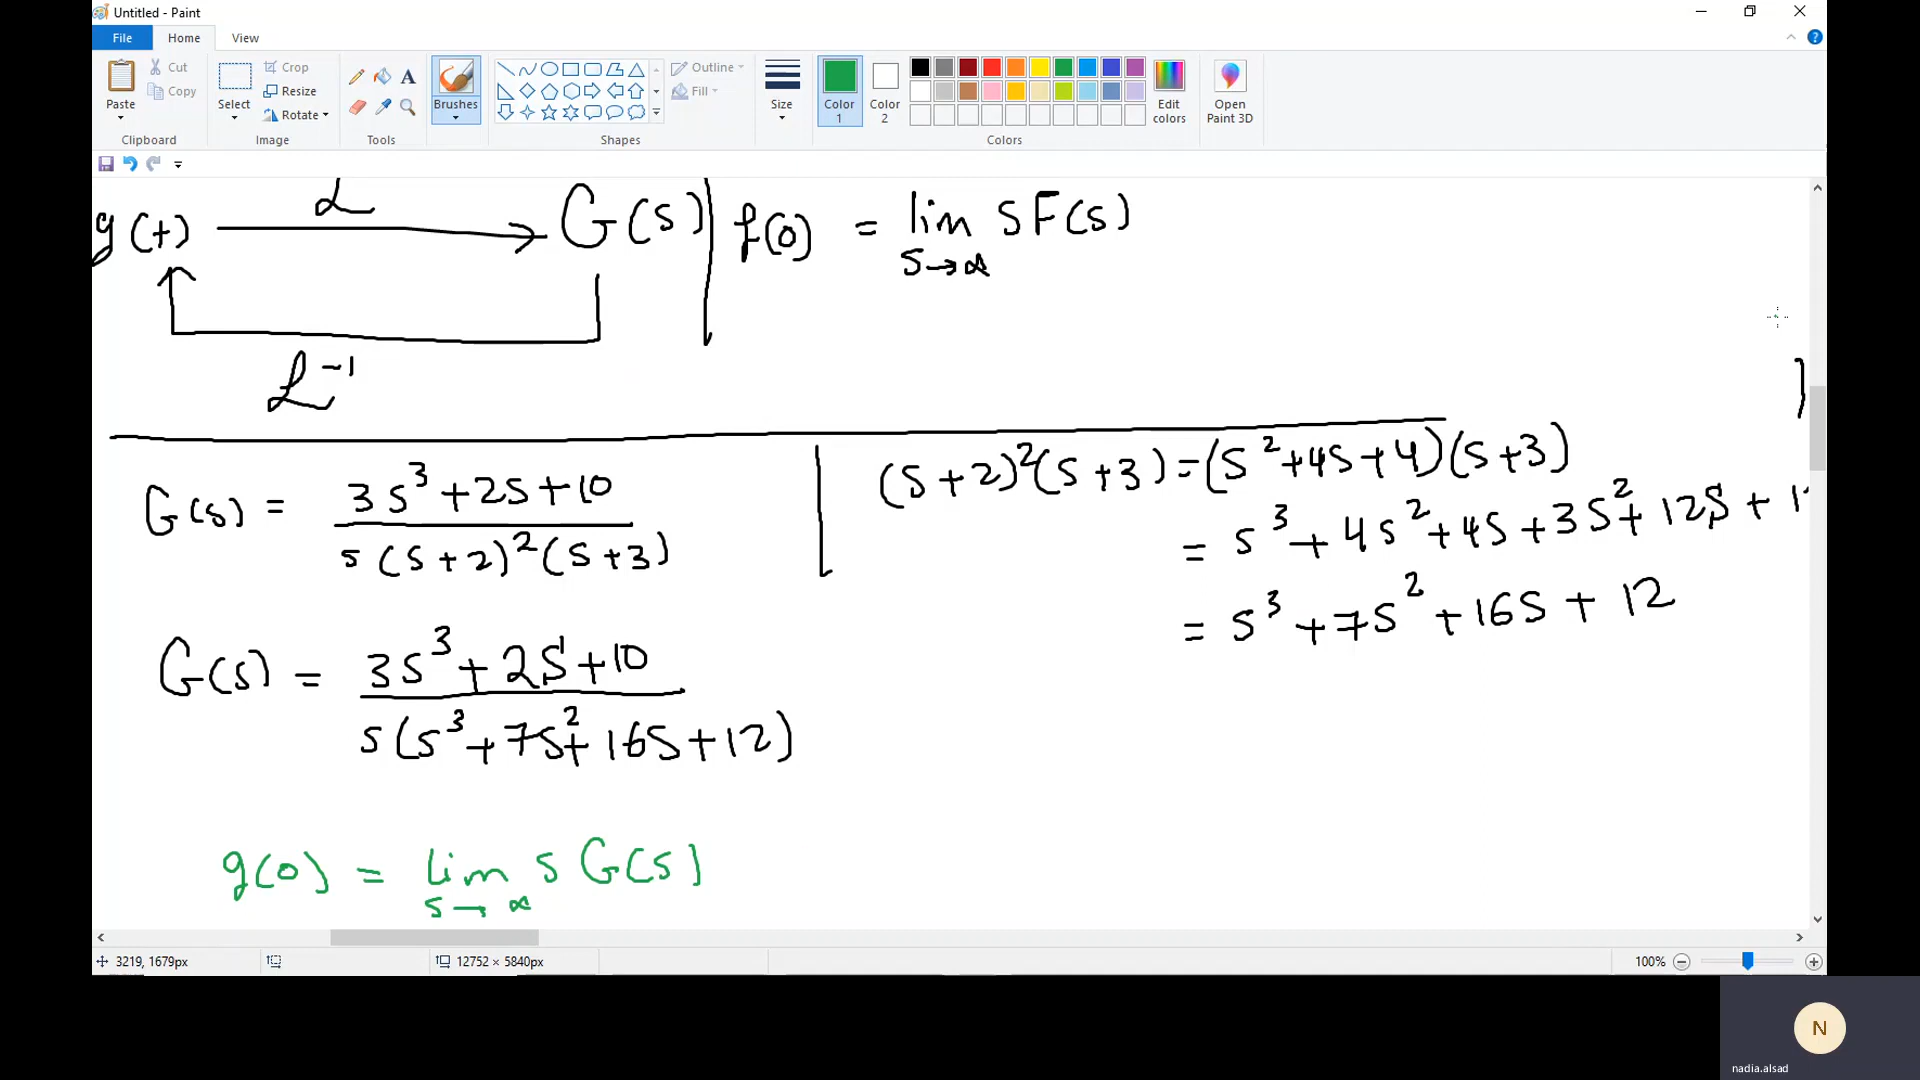 Untitled - Paint
File Home View
Paste
Cut
Copy
Clipboard
Select
Crop
Resize
Rotate
Image
Tools
Brushes
Shapes
Outline
Fill
Size
Color 1
Color 2
Edit colors
Open Paint 3D
Colors
g(t) ℒ G(s) f(0) = lim SF(s)
s→∞
ℒ⁻¹
(s+2)²(s+3) = (s²+4s+4)(s+3)
= s³ + 4s² + 4s + 3s² + 12s +
= s³ + 7s² + 16s + 12
G(s) = 3s³+2s+10
s(s+2)²(s+3)
G(s) = 3s³+2s+10
s(s³+7s²+16s+12)
g(0) = lim s G(s)
s→∞
3219, 1679px
12752 × 5840px
100%
N
nadia.alsad